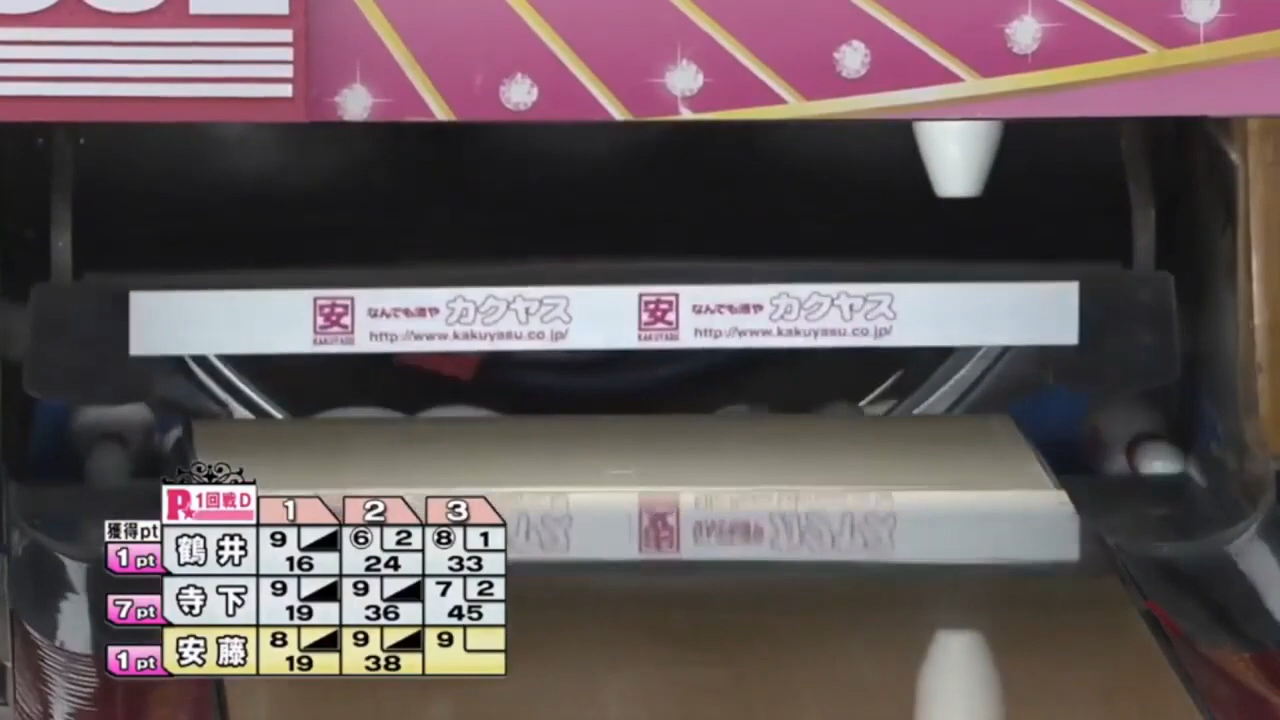 安 なんでも酒や カクヤス 安 なんでも酒や カクヤス
KAKUYASU http://www.kakuyasu.co.jp/ KAKUYASU http://www.kakuyasu.co.jp/
R 1回戦D 1 2 3
獲得pt
1pt 鶴井 9 ⑥ 2 ⑧ 1
16 24 33
7pt 寺下 9 9 7 2
19 36 45
1pt 安藤 8 9 9
19 38